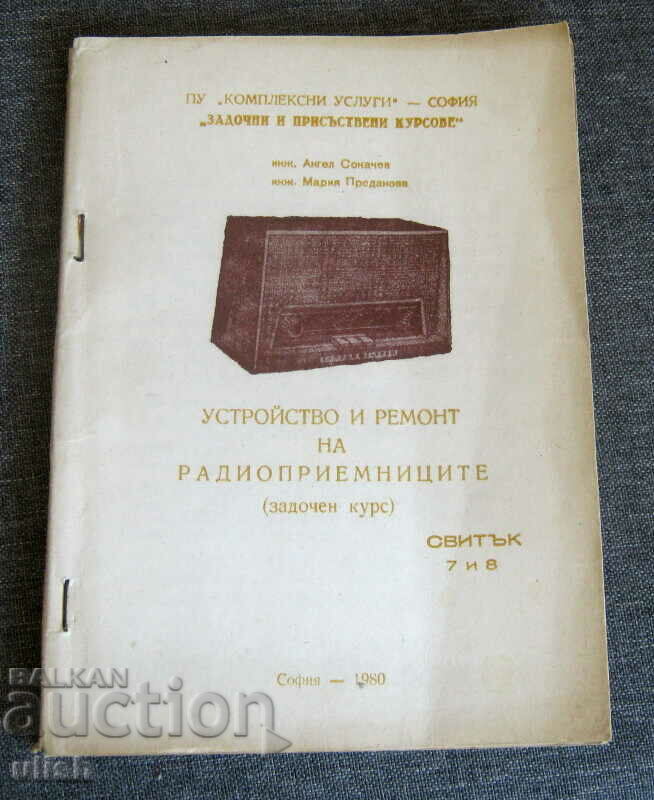 ПУ „КОМПЛЕКСНИ УСЛУГИ" — СОФИЯ
„ЗАДОЧНИ И ПРИСЪСТВЕНИ КУРСОВЕ"
инж. Ангел Сокачев
инж. Мария Преданова
УСТРОЙСТВО И РЕМОНТ
НА
РАДИОПРИЕМНИЦИТЕ
(задочен курс)
СВИТЪК
7 и 8
София — 1980
BALKAN
auction